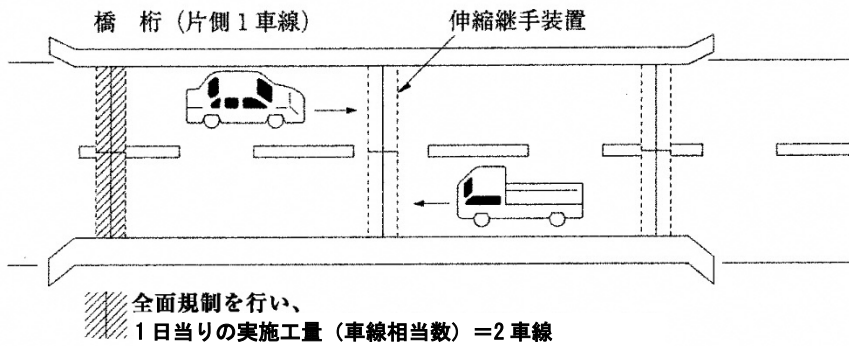 橋 桁（片側１車線）
伸縮継手装置
全面規制を行い、
１日当りの実施工量（車線相当数）＝2車線